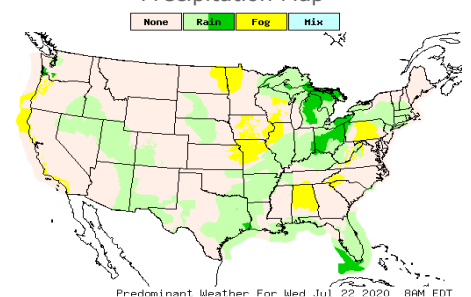 Precipitation Map
None Rain Fog Mix
Predominant Weather For Wed Jul 22 2020 8AM EDT